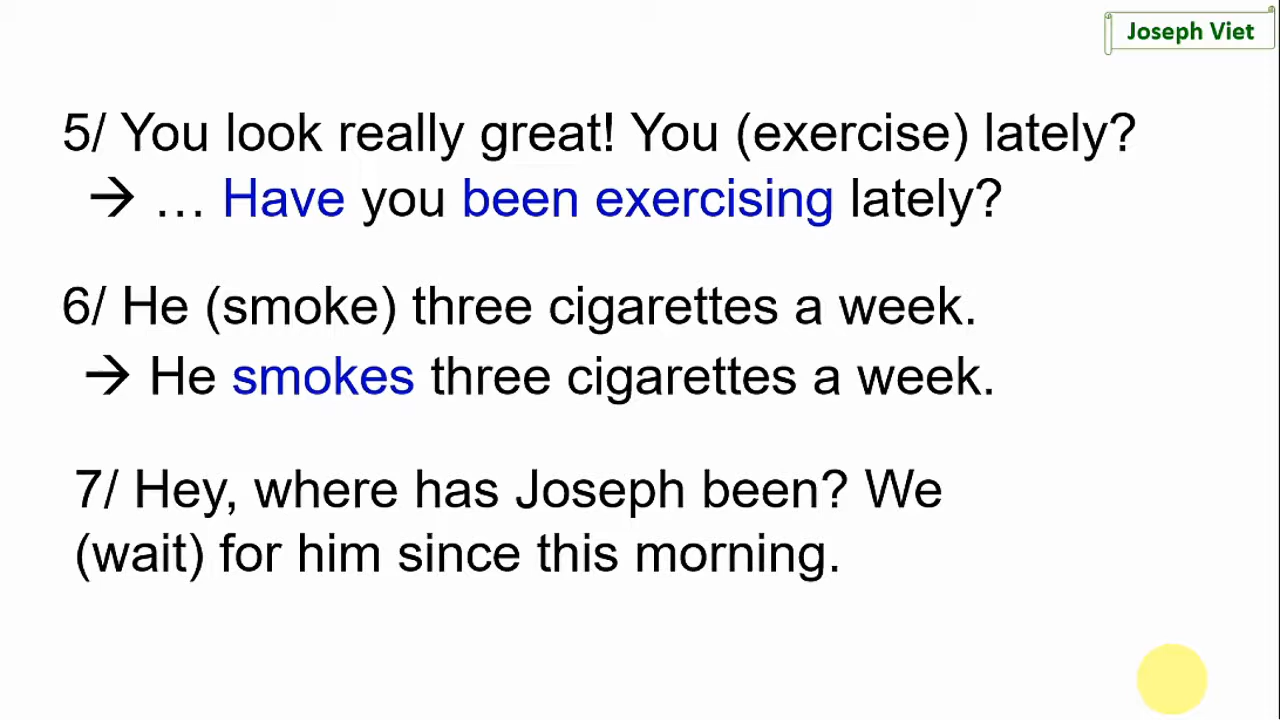 Joseph Viet
5/ You look really great! You (exercise) lately?
→ … Have you been exercising lately?
6/ He (smoke) three cigarettes a week.
→ He smokes three cigarettes a week.
7/ Hey, where has Joseph been? We
(wait) for him since this morning.